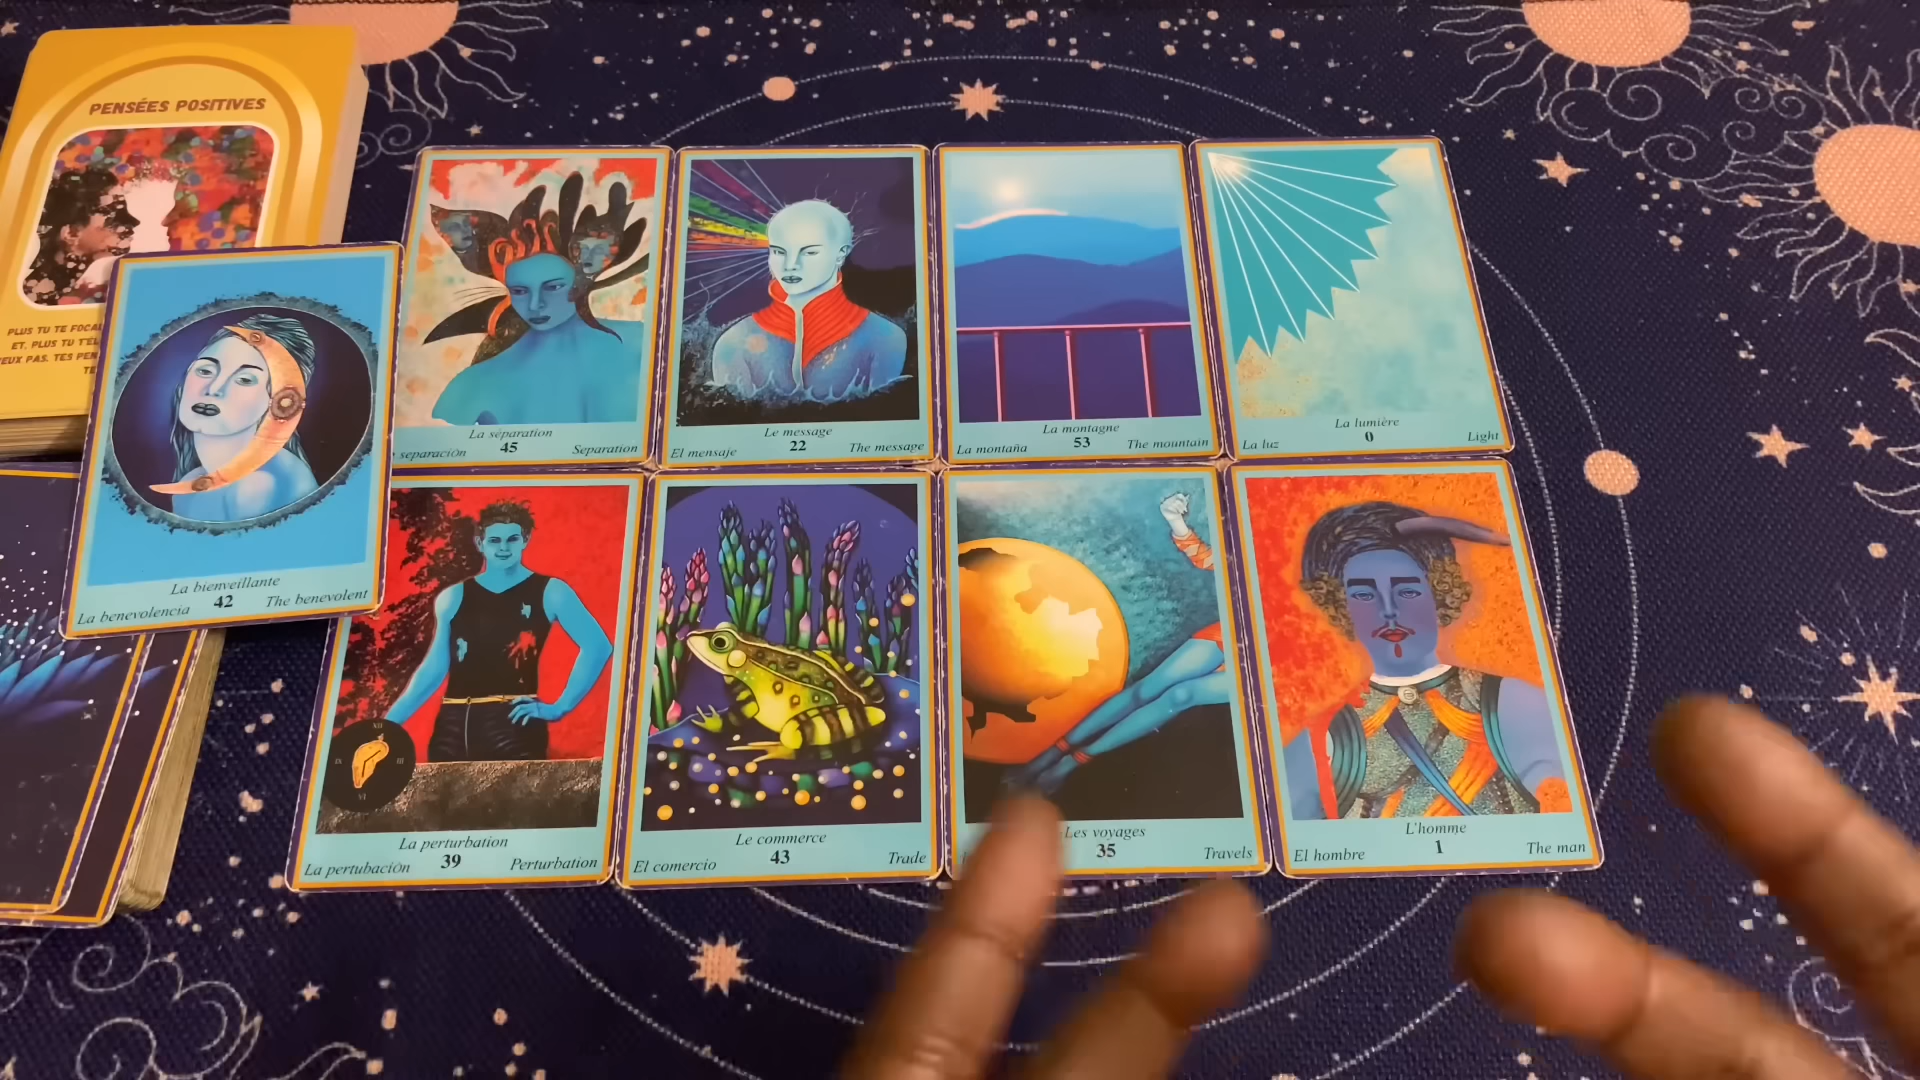 PENSÉES POSITIVES
PLUS TU TE FOCAL
ET, PLUS TU T'ÉL
EUX PAS. TES PEN
TE
La bienveillante
La benevolencia 42 The benevolent
La séparation
separación 45 Separation
Le message
El mensaje 22 The message
La montagne
La montaña 53 The mountain
La lumière
La luz 0 Light
La perturbation
La pertubación 39 Perturbation
Le commerce
El comercio 43 Trade
Les voyages
35 Travels
L'homme
El hombre 1 The man